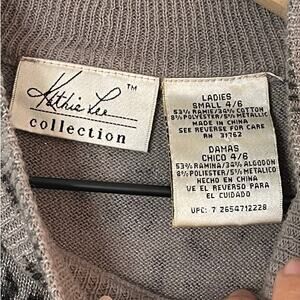 Kathie Lee™
collection
LADIES
SMALL 4/6
53% RAMIE/34% COTTON
8% POLYESTER/5% METALLIC
MADE IN CHINA
SEE REVERSE FOR CARE
RN 31762
DAMAS
CHICO 4/6
53% RAMINA/34% ALGODON
8% POLIESTER/5% METALICO
HECHO EN CHINA
VE EL REVERSO PARA
EL CUIDADO
UPC: 7 2654712228